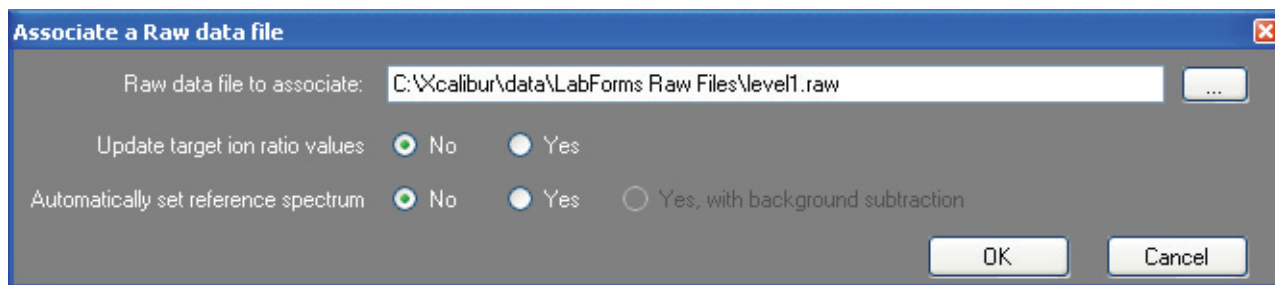 Associate a Raw data file
Raw data file to associate: C:\Xcalibur\data\LabForms Raw Files\level1.raw ...
Update target ion ratio values No Yes
Automatically set reference spectrum No Yes Yes, with background subtraction
OK Cancel